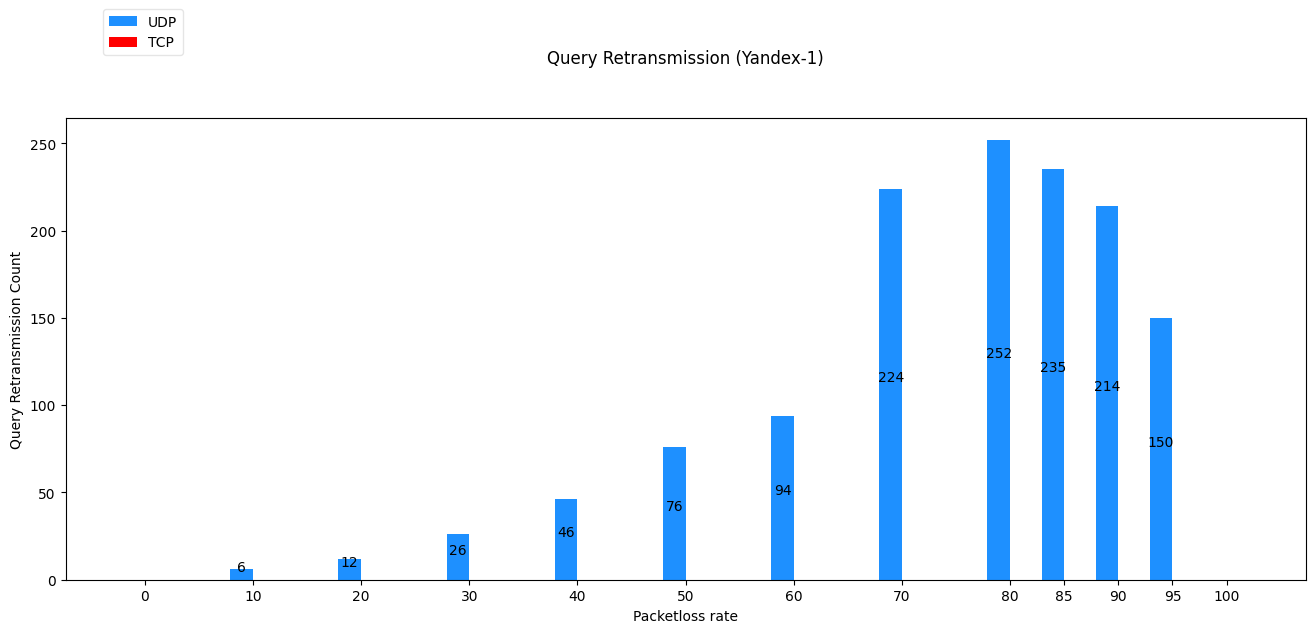 UDP
TCP
Query Retransmission (Yandex-1)
Query Retransmission Count
250
200
150
100
50
0
6
12
26
46
76
94
224
252
235
214
150
0 10 20 30 40 50 60 70 80 85 90 95 100
Packetloss rate